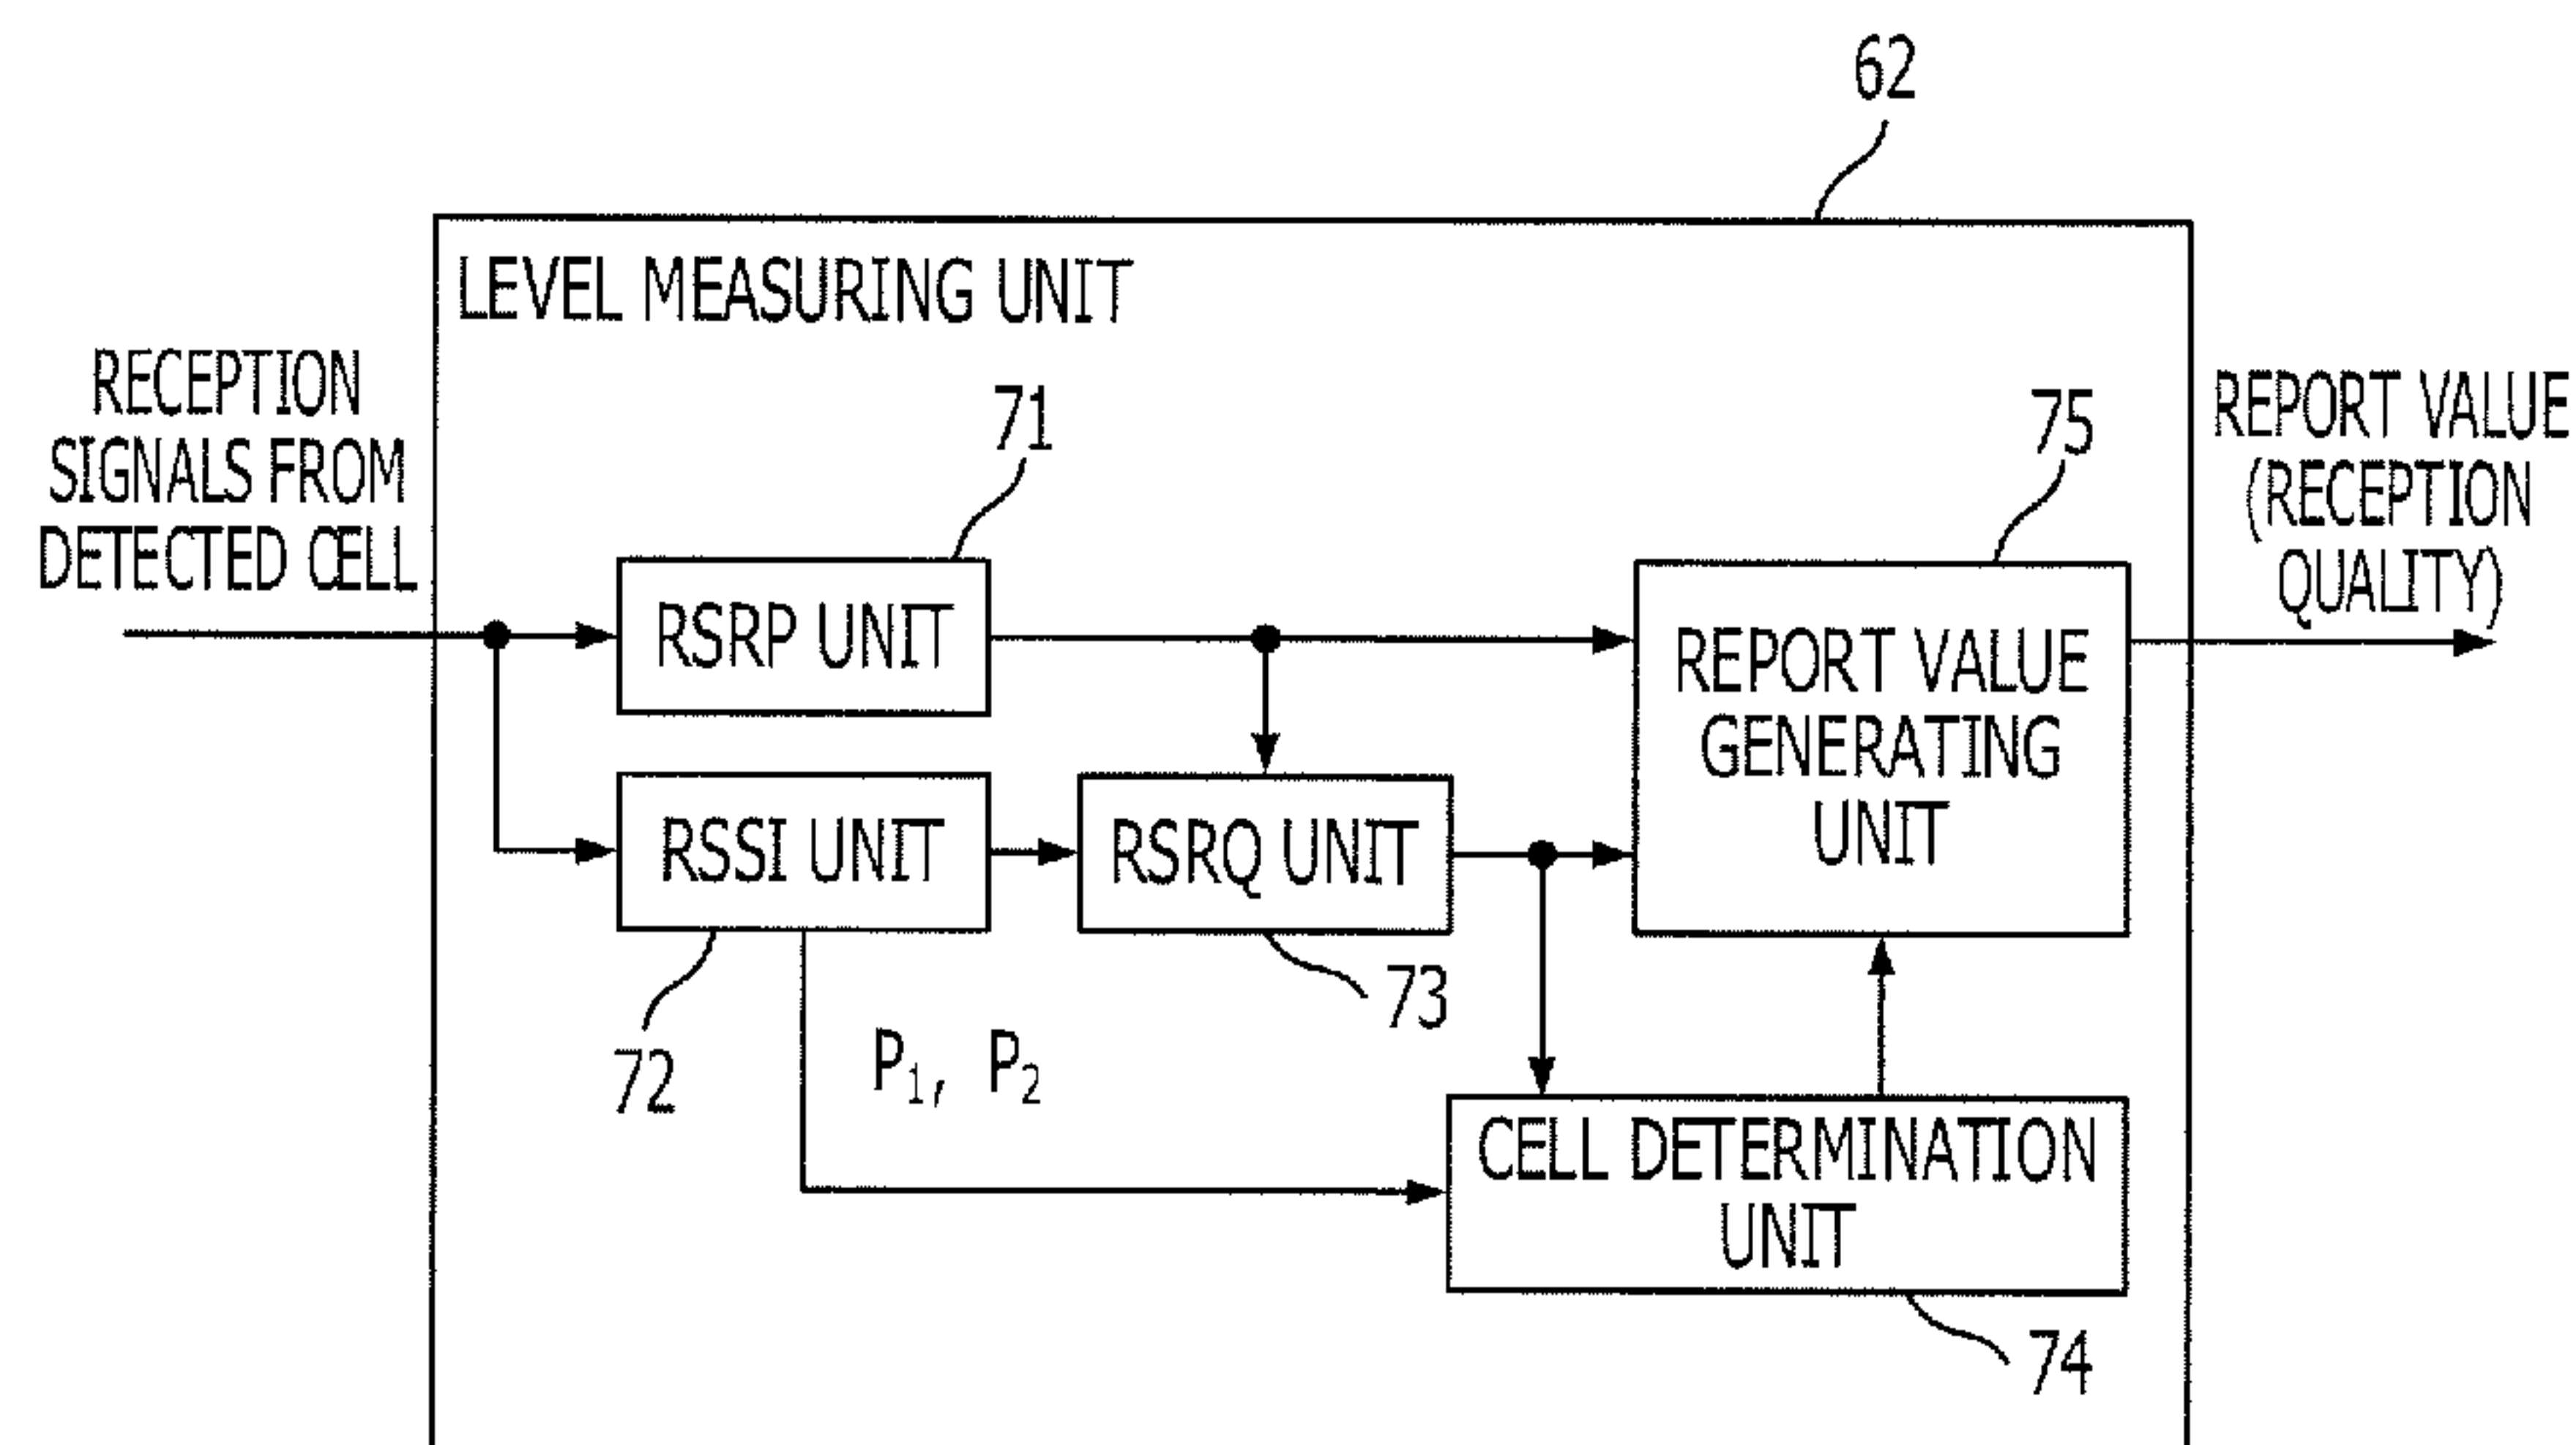 62
LEVEL MEASURING UNIT
RECEPTION
SIGNALS FROM
DETECTED CELL
71
75
REPORT VALUE
(RECEPTION
QUALITY)
RSRP UNIT
REPORT VALUE
GENERATING
UNIT
RSSI UNIT
RSRQ UNIT
72
73
P₁, P₂
CELL DETERMINATION
UNIT
74